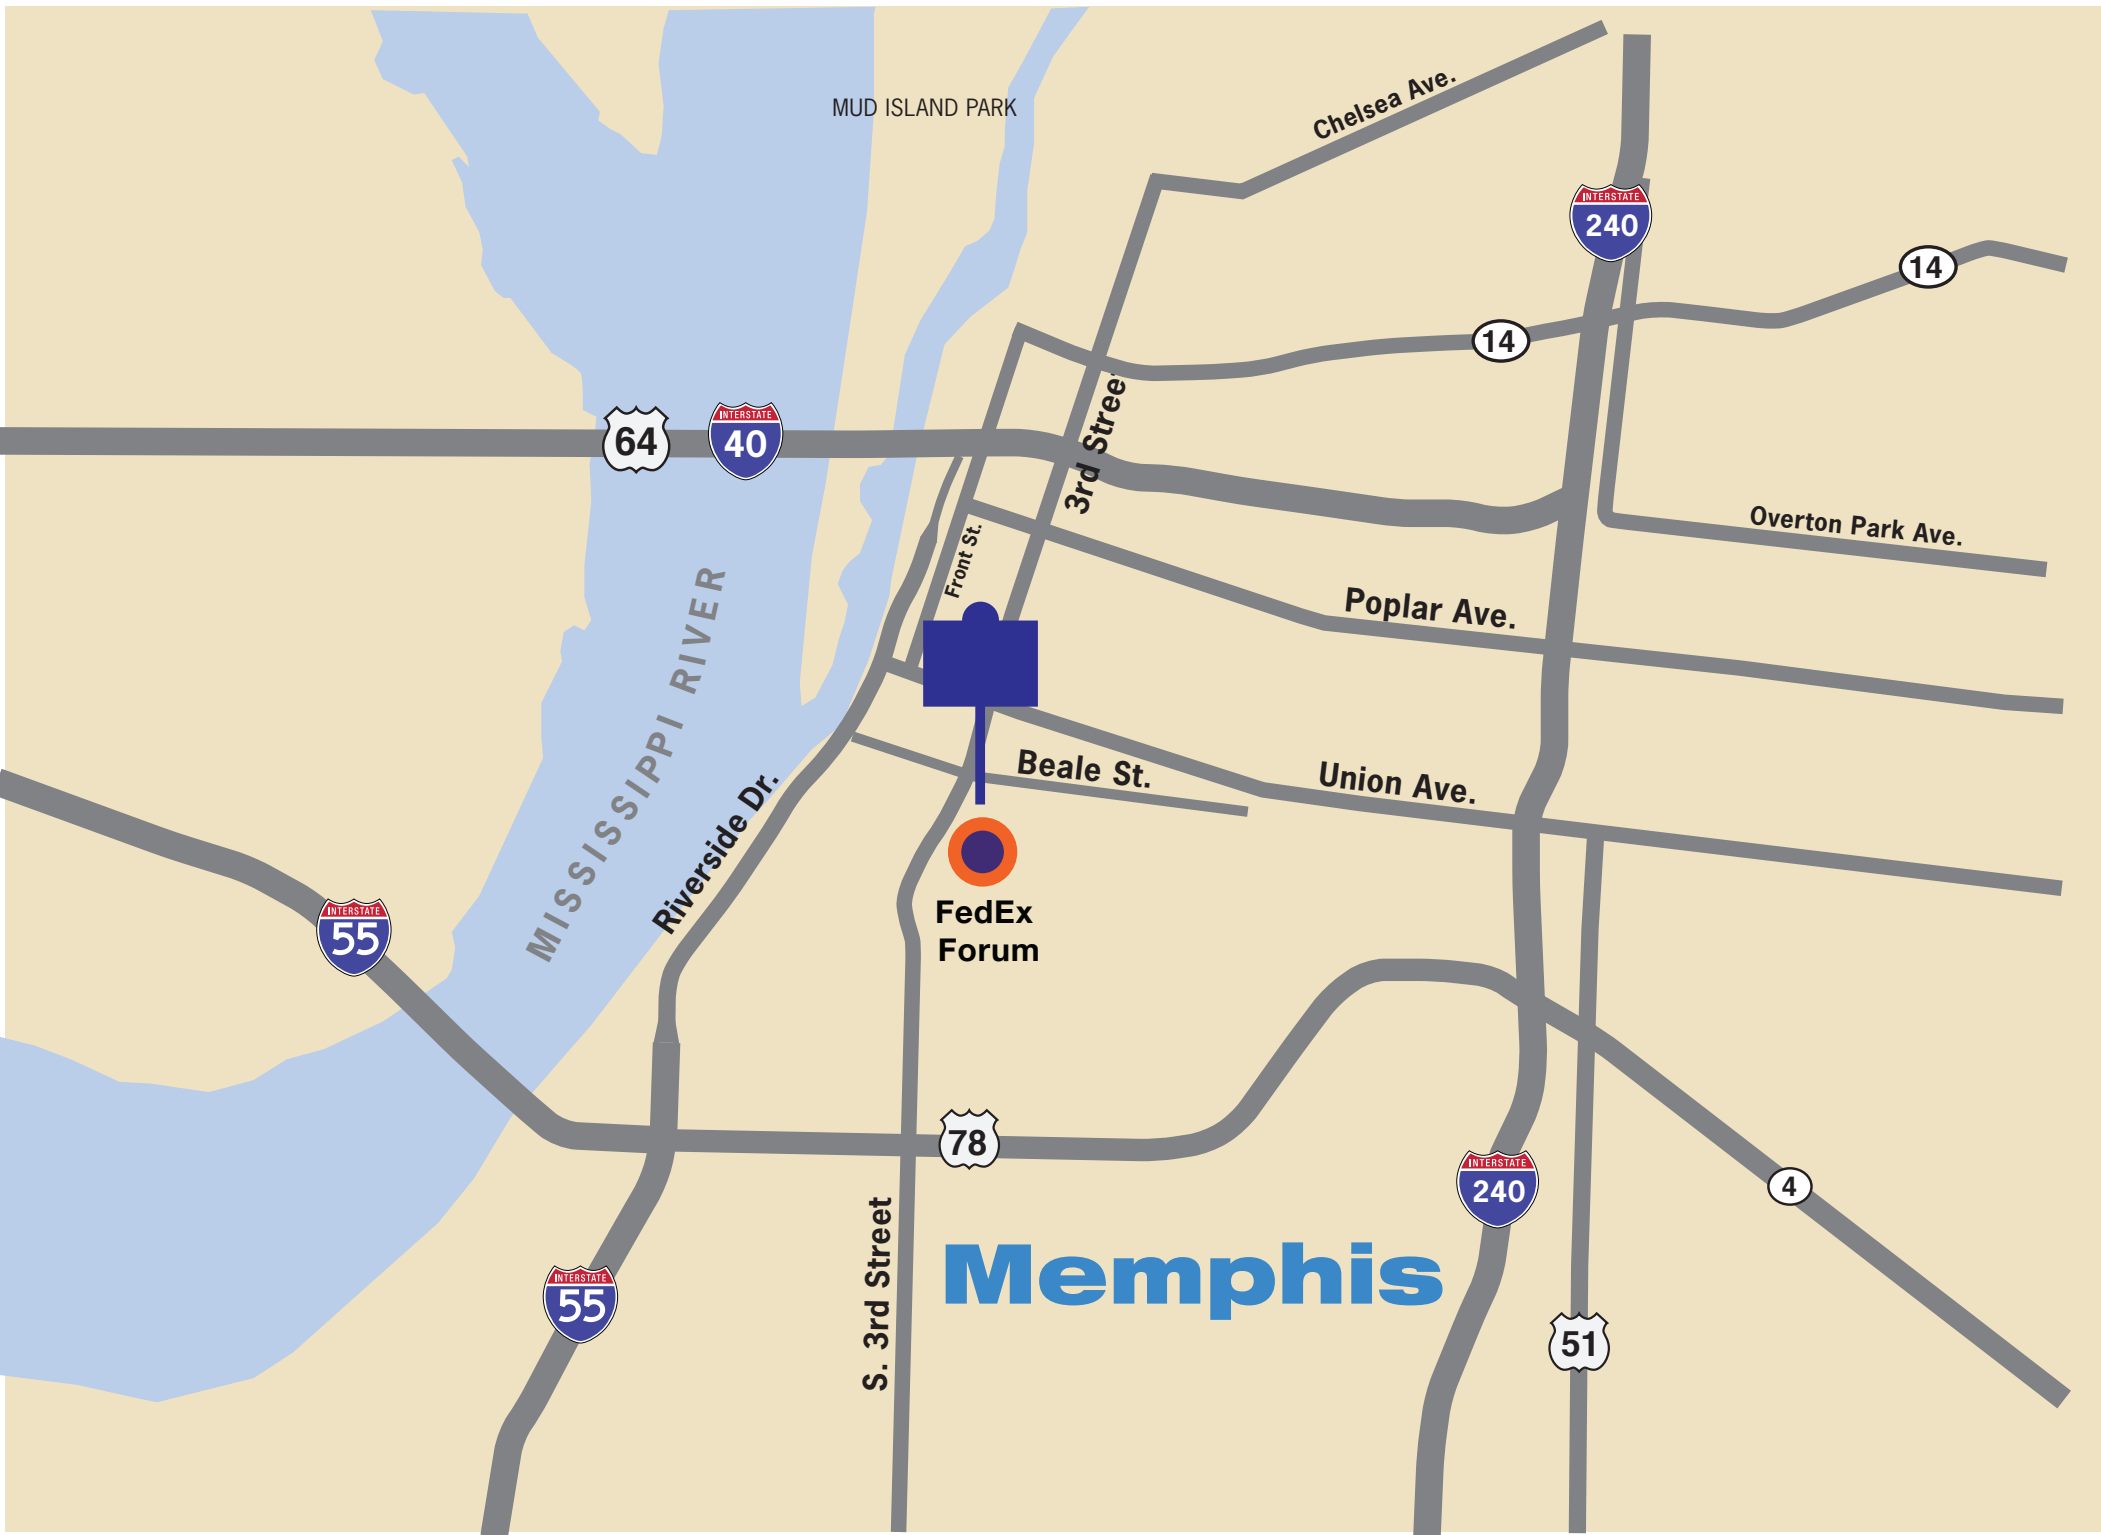 MUD ISLAND PARK
Chelsea Ave.
INTERSTATE
240
14
14
3rd Street
64
INTERSTATE
40
Overton Park Ave.
Front St.
Poplar Ave.
MISSISSIPPI RIVER
Beale St.
Union Ave.
Riverside Dr.
INTERSTATE
55
FedEx
Forum
78
INTERSTATE
240
4
S. 3rd Street
Memphis
INTERSTATE
55
51